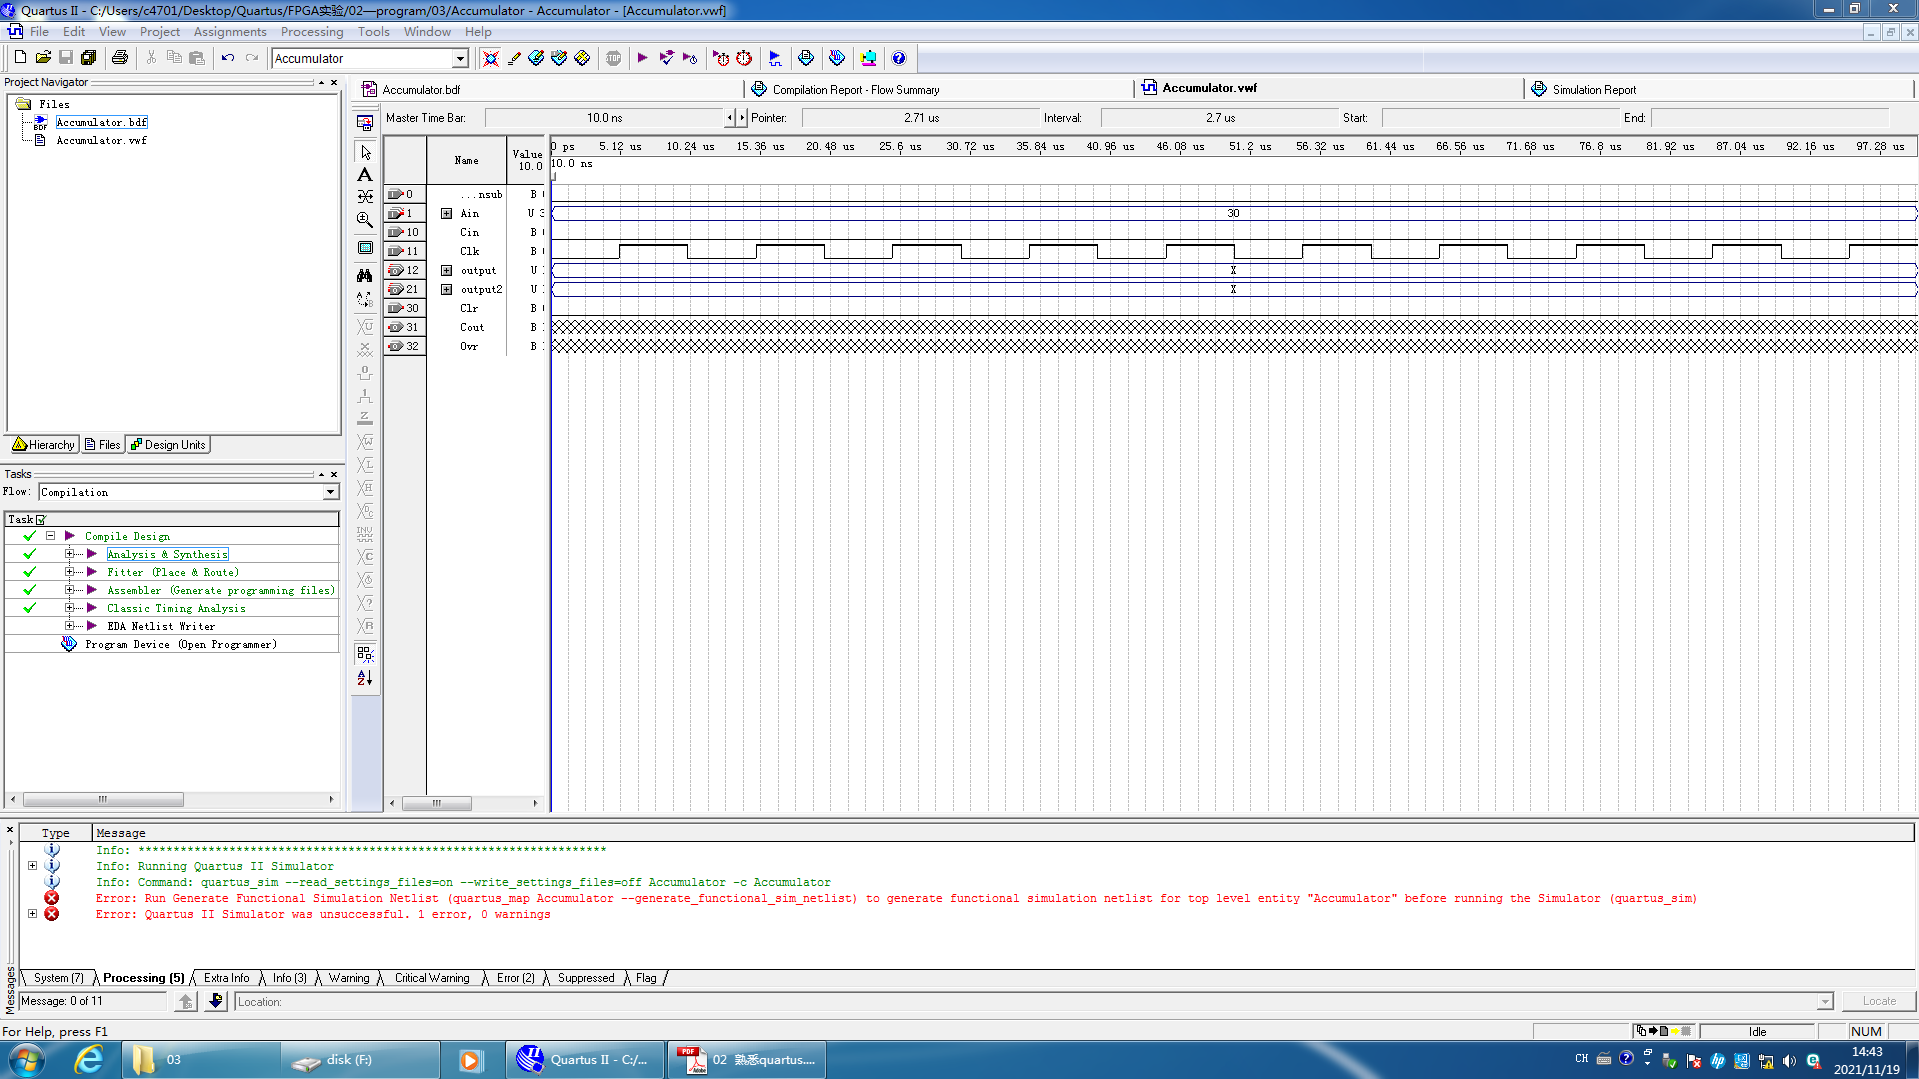 Quartus II - C:/Users/c4701/Desktop/Quartus/FPGA实验/02—program/03/Accumulator - Accumulator - [Accumulator.vwf]
File Edit View Project Assignments Processing Tools Window Help
Accumulator
STOP
Project Navigator
Files
Accumulator.bdf
Accumulator.vwf
Hierarchy Files Design Units
Tasks
Flow: Compilation
Task
Compile Design
Analysis & Synthesis
Fitter (Place & Route)
Assembler (Generate programming files)
Classic Timing Analysis
EDA Netlist Writer
Program Device (Open Programmer)
Accumulator.bdf Compilation Report - Flow Summary Accumulator.vwf Simulation Report
Master Time Bar: 10.0 ns Pointer: 2.71 us Interval: 2.7 us Start: End:
Name Value 10.0
0 ps 5.12 us 10.24 us 15.36 us 20.48 us 25.6 us 30.72 us 35.84 us 40.96 us 46.08 us 51.2 us 56.32 us 61.44 us 66.56 us 71.68 us 76.8 us 81.92 us 87.04 us 92.16 us 97.28 us
10.0 ns
0 ...nsub B
1 Ain U 30
10 Cin B
11 Clk B
12 output U X
21 output2 U X
30 Clr B
31 Cout B
32 Ovr B
Type Message
Info: *******************************************************************
Info: Running Quartus II Simulator
Info: Command: quartus_sim --read_settings_files=on --write_settings_files=off Accumulator -c Accumulator
Error: Run Generate Functional Simulation Netlist (quartus_map Accumulator --generate_functional_sim_netlist) to generate functional simulation netlist for top level entity "Accumulator" before running the Simulator (quartus_sim)
Error: Quartus II Simulator was unsuccessful. 1 error, 0 warnings
System (7) Processing (5) Extra Info Info (3) Warning Critical Warning Error (2) Suppressed Flag
Messages
Message: 0 of 11 Location: Locate
For Help, press F1 Idle NUM
03 disk (F:) Quartus II - C:/... 02 熟悉quartus.... CH 14:43
2021/11/19